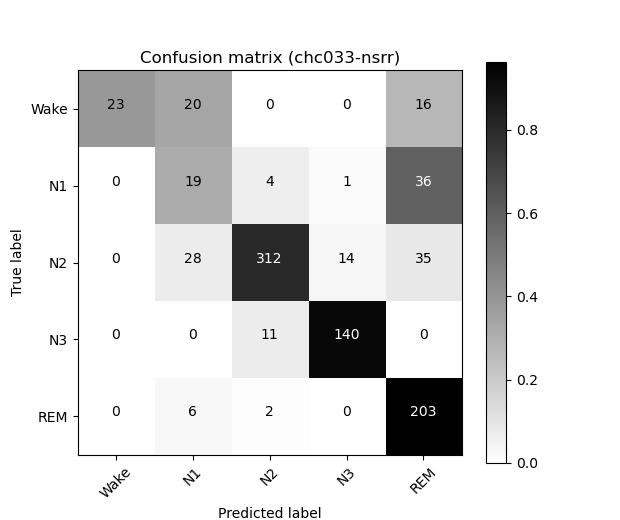 Confusion matrix (chc033-nsrr)
Wake 23 20 0 0 16
N1 0 19 4 1 36
N2 0 28 312 14 35
N3 0 0 11 140 0
REM 0 6 2 0 203
Wake N1 N2 N3 REM
Predicted label
True label
0.8
0.6
0.4
0.2
0.0